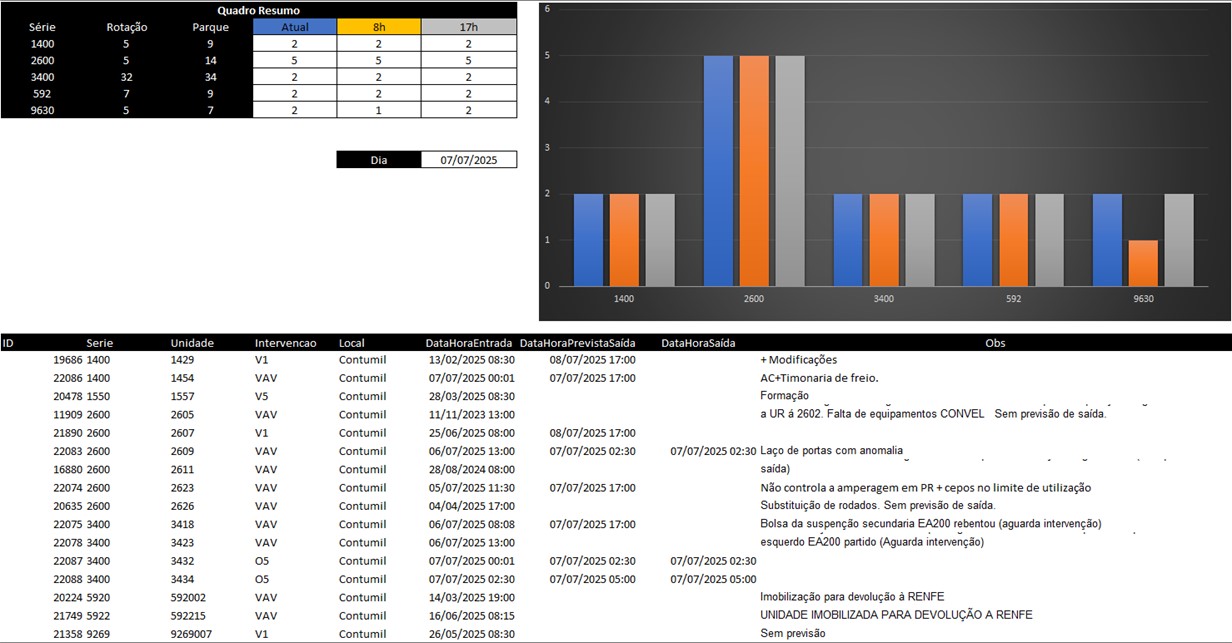 Quadro Resumo
Série Rotação Parque Atual 8h 17h
1400 5 9 2 2 2
2600 5 14 5 5 5
3400 32 34 2 2 2
592 7 9 2 2 2
9630 5 7 2 1 2
Dia 07/07/2025
6
5
4
3
2
1
0
1400 2600 3400 592 9630
ID Serie Unidade Intervencao Local DataHoraEntrada DataHoraPrevistaSaída DataHoraSaída Obs
19686 1400 1429 V1 Contumil 13/02/2025 08:30 08/07/2025 17:00 + Modificações
22086 1400 1454 VAV Contumil 07/07/2025 00:01 07/07/2025 17:00 AC+Timonaria de freio.
20478 1550 1557 V5 Contumil 28/03/2025 08:30 Formação
11909 2600 2605 VAV Contumil 11/11/2023 13:00 a UR á 2602. Falta de equipamentos CONVEL Sem previsão de saída.
21890 2600 2607 V1 Contumil 25/06/2025 08:00 08/07/2025 17:00
22083 2600 2609 VAV Contumil 06/07/2025 13:00 07/07/2025 02:30 07/07/2025 02:30 Laço de portas com anomalia
16880 2600 2611 VAV Contumil 28/08/2024 08:00 saída)
22074 2600 2623 VAV Contumil 05/07/2025 11:30 07/07/2025 17:00 Não controla a amperagem em PR + cepos no limite de utilização
20635 2600 2626 VAV Contumil 04/04/2025 17:00 Substituição de rodados. Sem previsão de saída.
22075 3400 3418 VAV Contumil 06/07/2025 08:08 07/07/2025 17:00 Bolsa da suspenção secundaria EA200 rebentou (aguarda intervenção)
22078 3400 3423 VAV Contumil 06/07/2025 13:00 esquerdo EA200 partido (Aguarda intervenção)
22087 3400 3432 O5 Contumil 07/07/2025 00:01 07/07/2025 02:30 07/07/2025 02:30
22088 3400 3434 O5 Contumil 07/07/2025 02:30 07/07/2025 05:00 07/07/2025 05:00
20224 5920 592002 VAV Contumil 14/03/2025 19:00 Imobilização para devolução à RENFE
21749 5922 592215 VAV Contumil 16/06/2025 08:15 UNIDADE IMOBILIZADA PARA DEVOLUÇÃO A RENFE
21358 9269 9269007 V1 Contumil 26/05/2025 08:30 Sem previsão